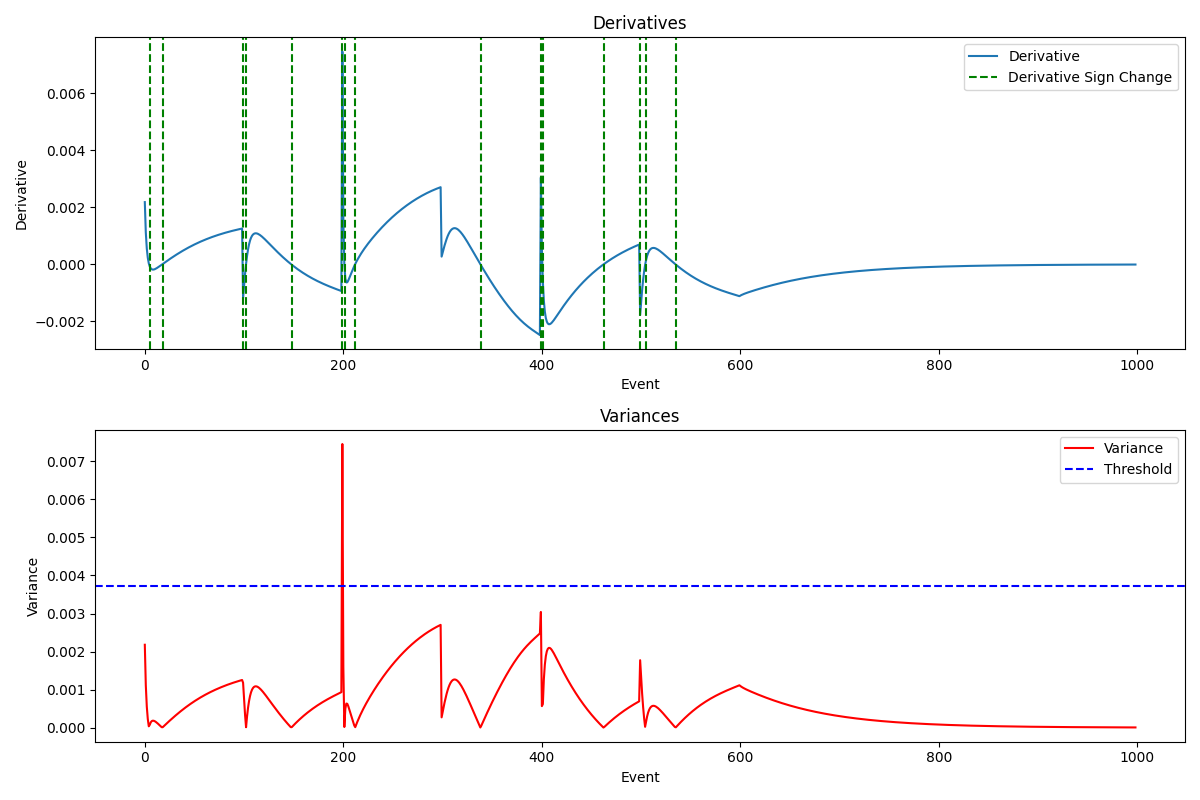 Derivatives
Derivative
Derivative Sign Change
0.006
0.004
0.002
0.000
−0.002
Derivative
0 200 400 600 800 1000
Event
Variances
Variance
Threshold
0.007
0.006
0.005
0.004
0.003
0.002
0.001
0.000
Variance
0 200 400 600 800 1000
Event